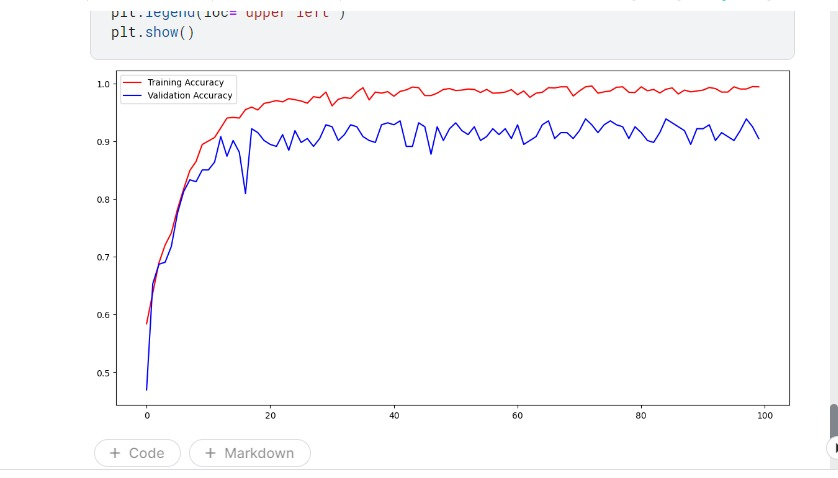 plt.legend(loc='upper left')
plt.show()
Training Accuracy
Validation Accuracy
1.0
0.9
0.8
0.7
0.6
0.5
0 20 40 60 80 100
+ Code + Markdown